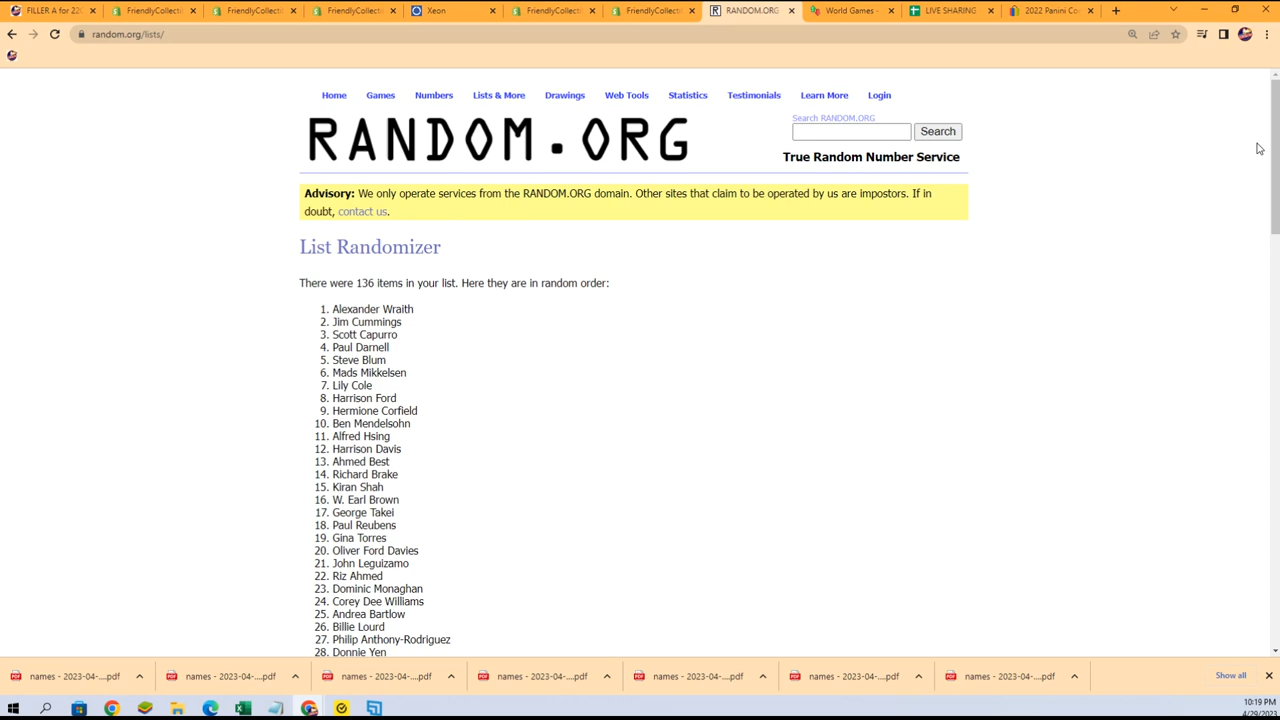 FILLER A for 220
FriendlyCollecti
FriendlyCollecti
FriendlyCollecti
Xeon
FriendlyCollecti
FriendlyCollecti
RANDOM.ORG
World Games -
LIVE SHARING
2022 Panini Co
random.org/lists/
Home Games Numbers Lists & More Drawings Web Tools Statistics Testimonials Learn More Login
RANDOM.ORG
Search RANDOM.ORG
Search
True Random Number Service
Advisory: We only operate services from the RANDOM.ORG domain. Other sites that claim to be operated by us are impostors. If in
doubt, contact us.
List Randomizer
There were 136 items in your list. Here they are in random order:
1. Alexander Wraith
2. Jim Cummings
3. Scott Capurro
4. Paul Darnell
5. Steve Blum
6. Mads Mikkelsen
7. Lily Cole
8. Harrison Ford
9. Hermione Corfield
10. Ben Mendelsohn
11. Alfred Hsing
12. Harrison Davis
13. Ahmed Best
14. Richard Brake
15. Kiran Shah
16. W. Earl Brown
17. George Takei
18. Paul Reubens
19. Gina Torres
20. Oliver Ford Davies
21. John Leguizamo
22. Riz Ahmed
23. Dominic Monaghan
24. Corey Dee Williams
25. Andrea Bartlow
26. Billie Lourd
27. Philip Anthony-Rodriguez
28. Donnie Yen
names - 2023-04-....pdf
names - 2023-04-....pdf
names - 2023-04-....pdf
names - 2023-04-....pdf
names - 2023-04-....pdf
names - 2023-04-....pdf
names - 2023-04-....pdf
Show all
10:19 PM
4/29/2023